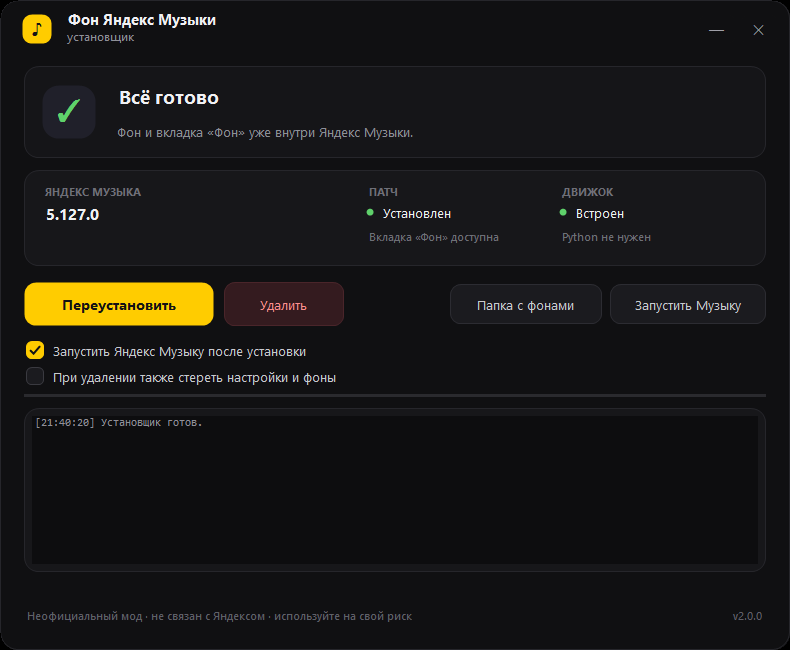 Фон Яндекс Музыки
установщик
Всё готово
Фон и вкладка «Фон» уже внутри Яндекс Музыки.
ЯНДЕКС МУЗЫКА
5.127.0
ПАТЧ
Установлен
Вкладка «Фон» доступна
ДВИЖОК
Встроен
Python не нужен
Переустановить
Удалить
Папка с фонами
Запустить Музыку
Запустить Яндекс Музыку после установки
При удалении также стереть настройки и фоны
[21:40:20] Установщик готов.
Неофициальный мод · не связан с Яндексом · используйте на свой риск
v2.0.0